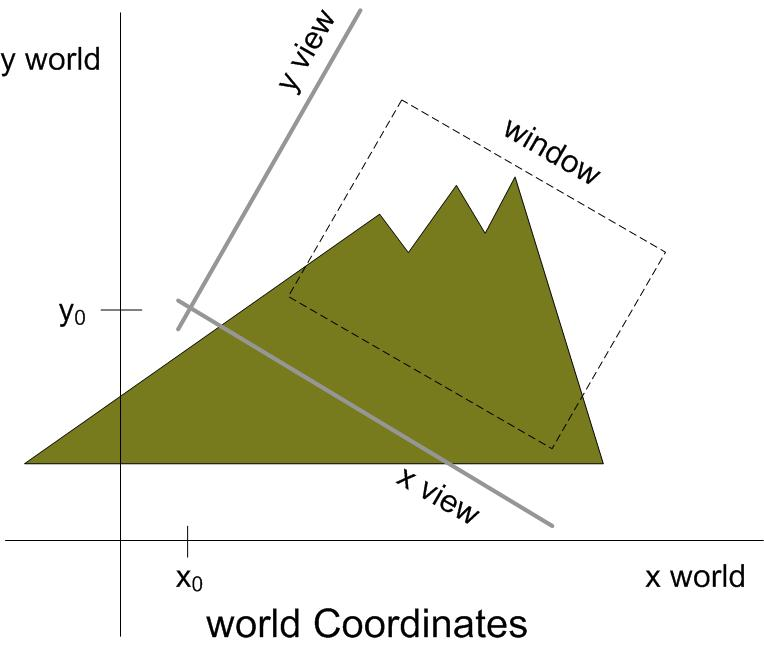 y view
y world
window
y₀
x view
x₀
x world
world Coordinates